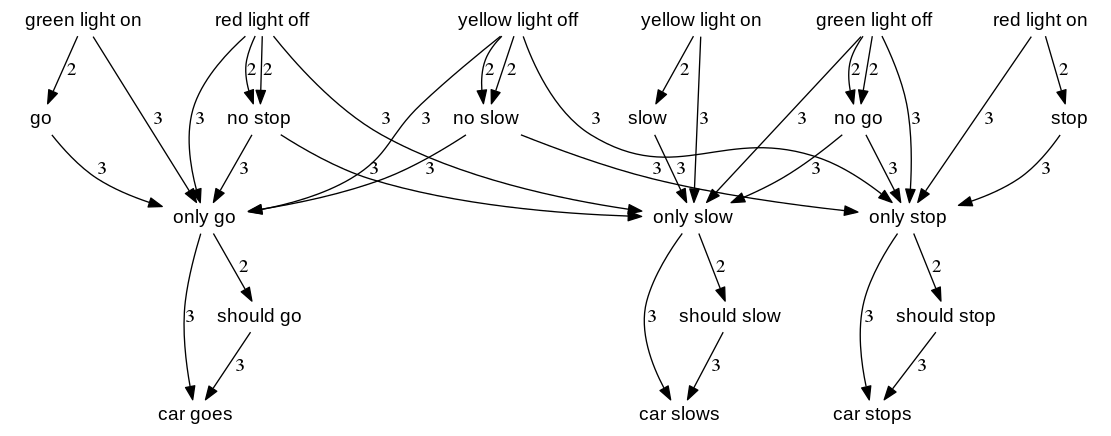 green light on red light off yellow light off yellow light on green light off red light on
2 2 2 2 2 2 2 2 2
go 3 3 no stop 3 3 no slow 3 slow 3 3 no go 3 3 stop
3 3 3 3 3 3 3 3 3
only go only slow only stop
2 2 2
3 should go 3 should slow 3 should stop
3 3 3
car goes car slows car stops